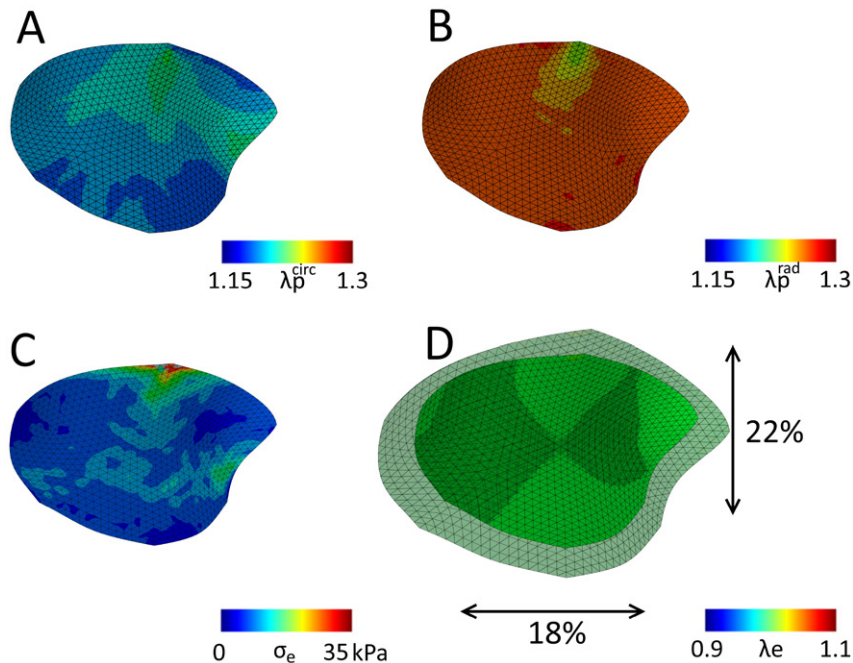 A
B
1.15 λp^circ 1.3
1.15 λp^rad 1.3
C
D
22%
18%
0 σe 35 kPa
0.9 λe 1.1